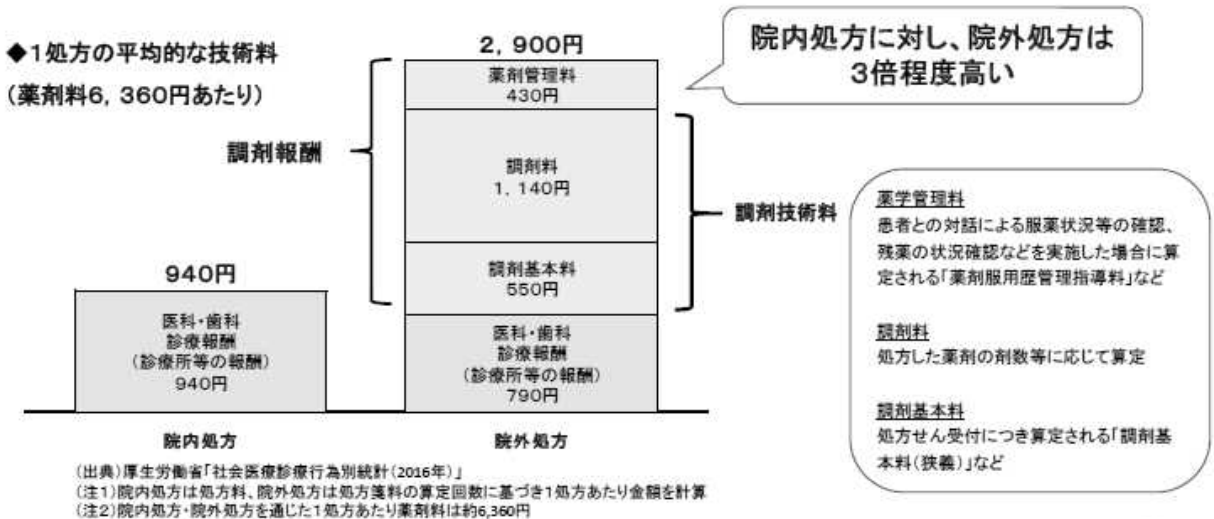 ◆1処方の平均的な技術料
(薬剤料6,360円あたり)
2,900円
院内処方に対し、院外処方は
3倍程度高い
薬剤管理料
430円
調剤報酬
調剤料
1,140円
調剤技術料
調剤基本料
550円
940円
医科・歯科
診療報酬
(診療所等の報酬)
940円
医科・歯科
診療報酬
(診療所等の報酬)
790円
院内処方
院外処方
薬学管理料
患者との対話による服薬状況等の確認、
残薬の状況確認などを実施した場合に算
定される「薬剤服用歴管理指導料」など
調剤料
処方した薬剤の剤数等に応じて算定
調剤基本料
処方せん受付につき算定される「調剤基
本料(狭義)」など
(出典)厚生労働省「社会医療診療行為別統計(2016年)」
(注1)院内処方は処方料、院外処方は処方箋料の算定回数に基づき1処方あたり金額を計算
(注2)院内処方・院外処方を通じた1処方あたり薬剤料は約6,360円